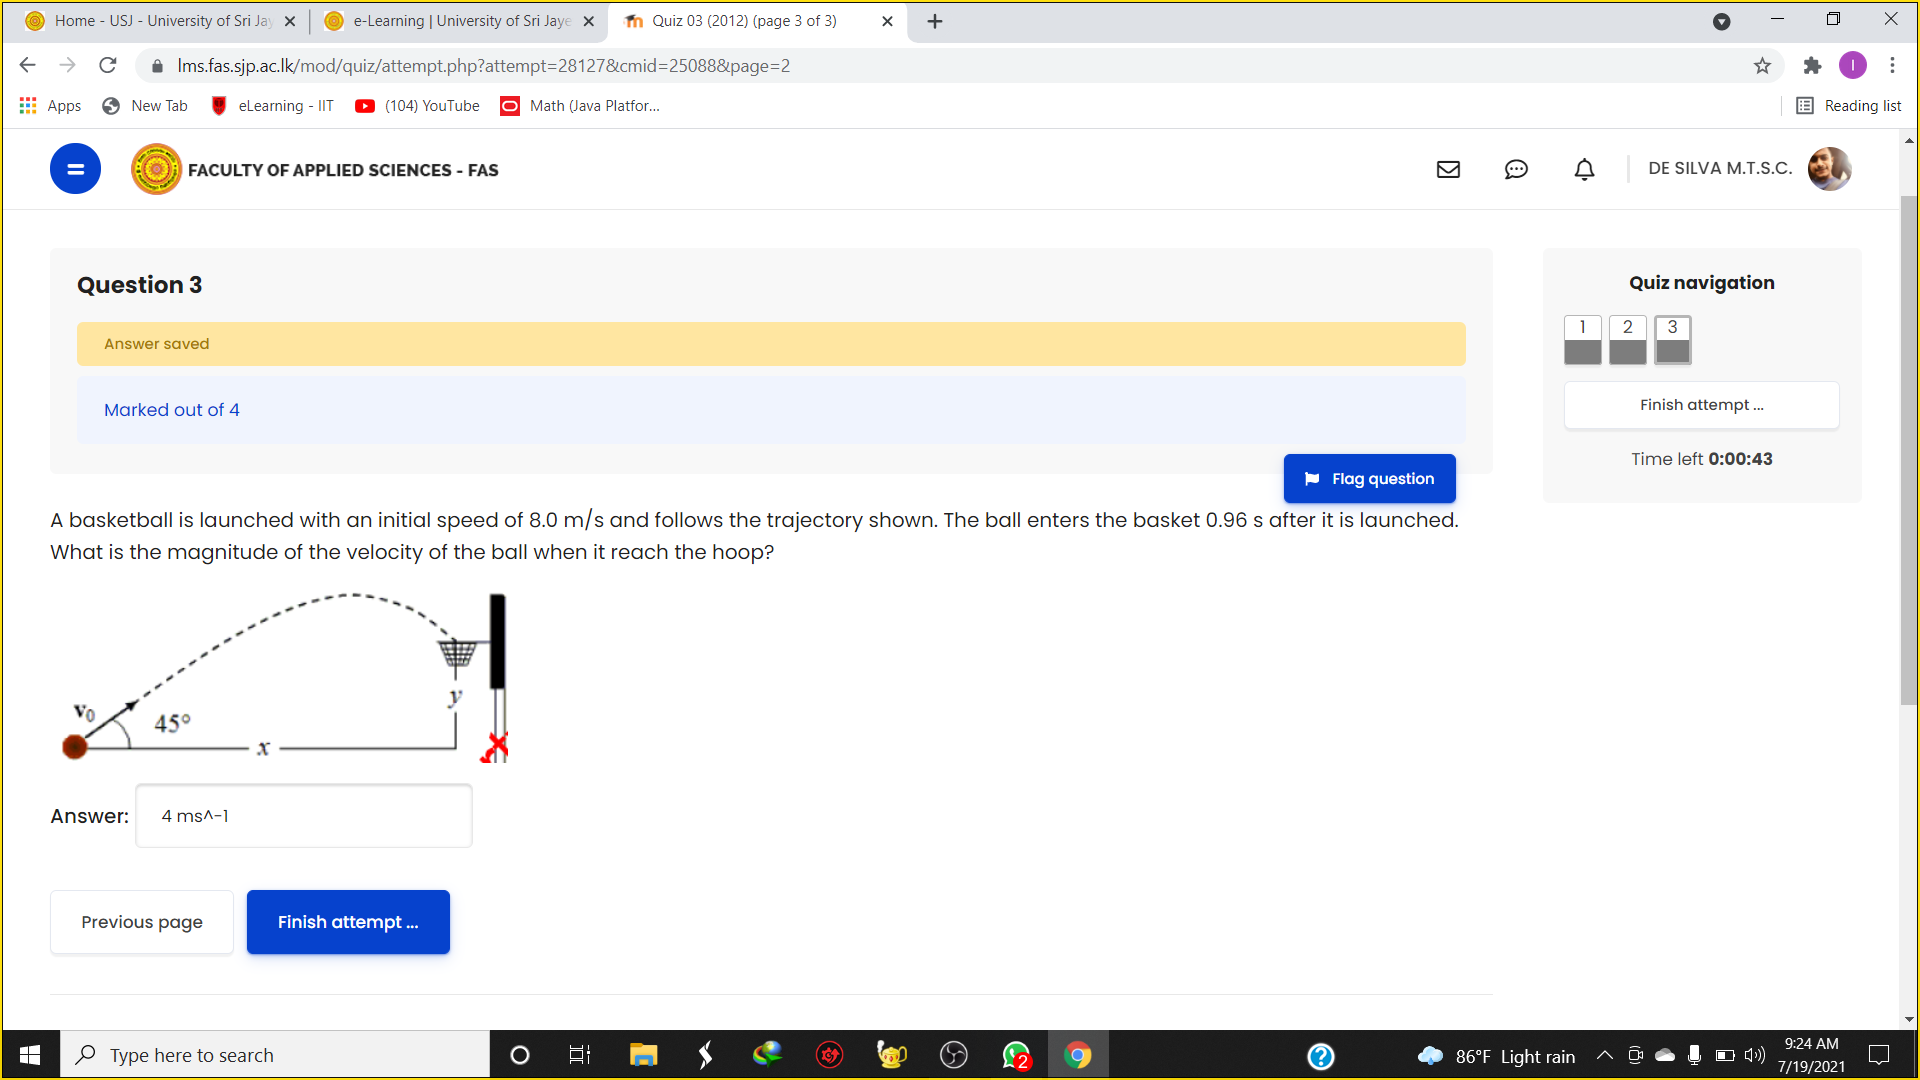 Home - USJ - University of Sri Jay
e-Learning | University of Sri Jaye
Quiz 03 (2012) (page 3 of 3)
lms.fas.sjp.ac.lk/mod/quiz/attempt.php?attempt=28127&cmid=25088&page=2
I
Apps
New Tab
eLearning - IIT
(104) YouTube
Math (Java Platfor...
Reading list
FACULTY OF APPLIED SCIENCES - FAS
DE SILVA M.T.S.C.
Question 3
Answer saved
Marked out of 4
Flag question
Quiz navigation
1 2 3
Finish attempt ...
Time left 0:00:43
A basketball is launched with an initial speed of 8.0 m/s and follows the trajectory shown. The ball enters the basket 0.96 s after it is launched.
What is the magnitude of the velocity of the ball when it reach the hoop?
v0
45°
x
y
Answer: 4 ms^-1
Previous page
Finish attempt ...
Type here to search
2
86°F Light rain
9:24 AM
7/19/2021